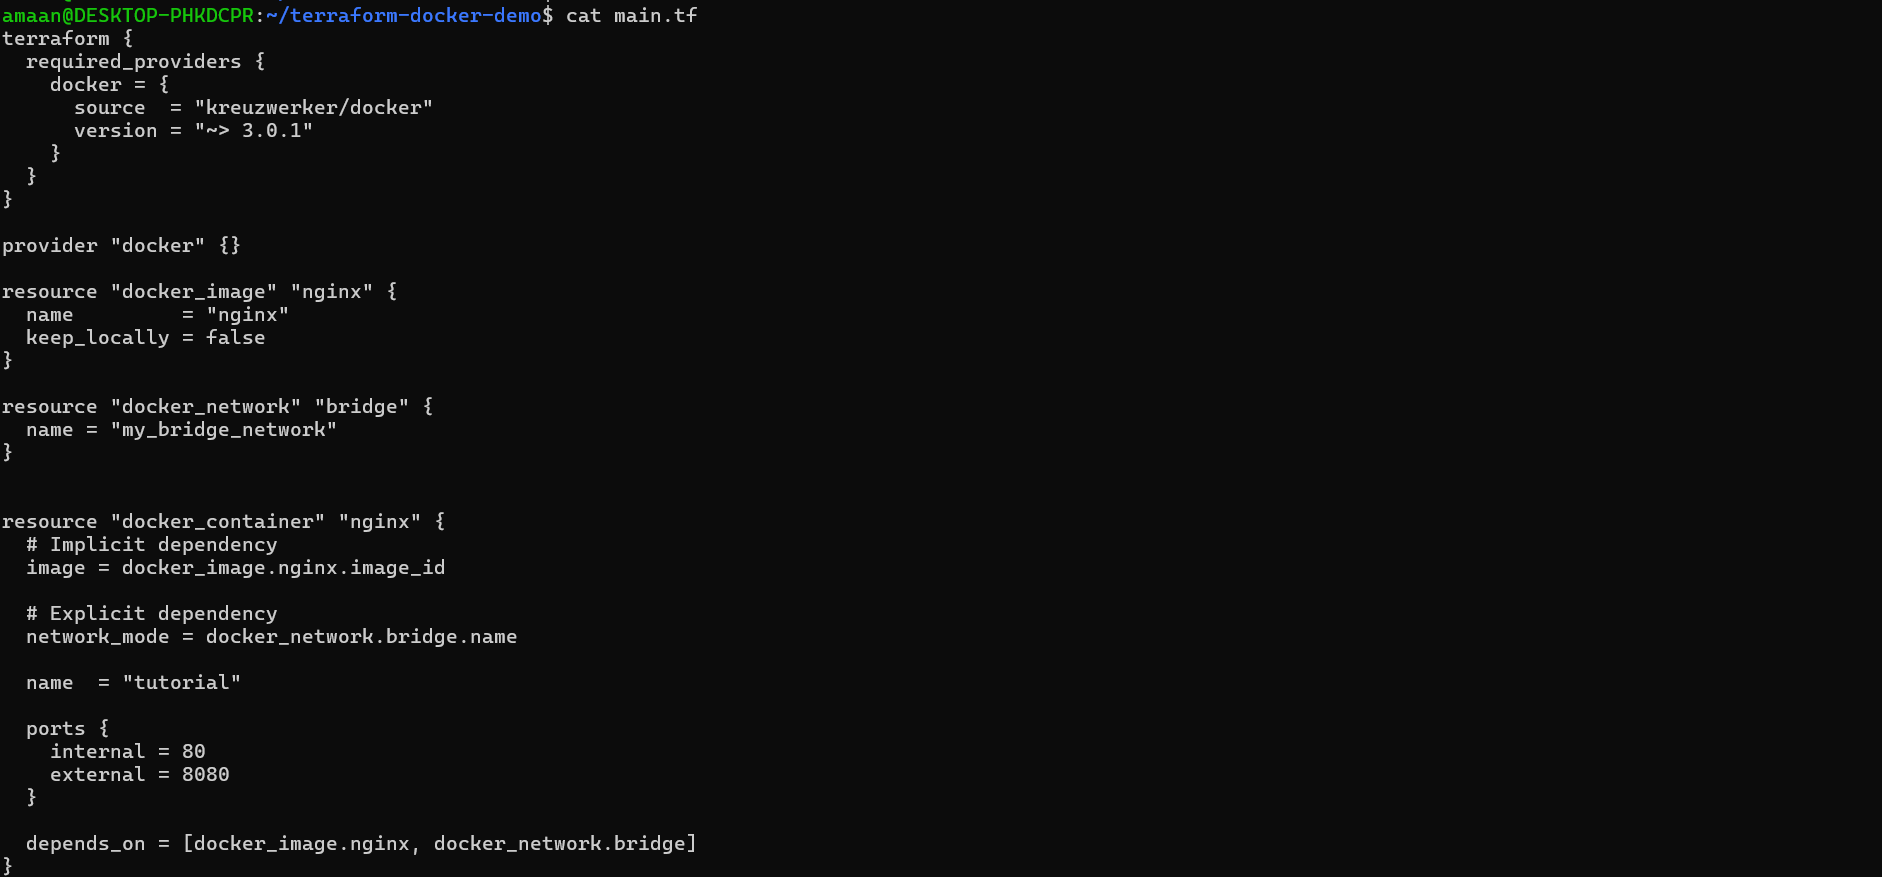 amaan@DESKTOP-PHKDCPR:~/terraform-docker-demo$ cat main.tf
terraform {
  required_providers {
    docker = {
      source  = "kreuzwerker/docker"
      version = "~> 3.0.1"
    }
  }
}

provider "docker" {}

resource "docker_image" "nginx" {
  name         = "nginx"
  keep_locally = false
}

resource "docker_network" "bridge" {
  name = "my_bridge_network"
}


resource "docker_container" "nginx" {
  # Implicit dependency
  image = docker_image.nginx.image_id

  # Explicit dependency
  network_mode = docker_network.bridge.name

  name  = "tutorial"

  ports {
    internal = 80
    external = 8080
  }

  depends_on = [docker_image.nginx, docker_network.bridge]
}